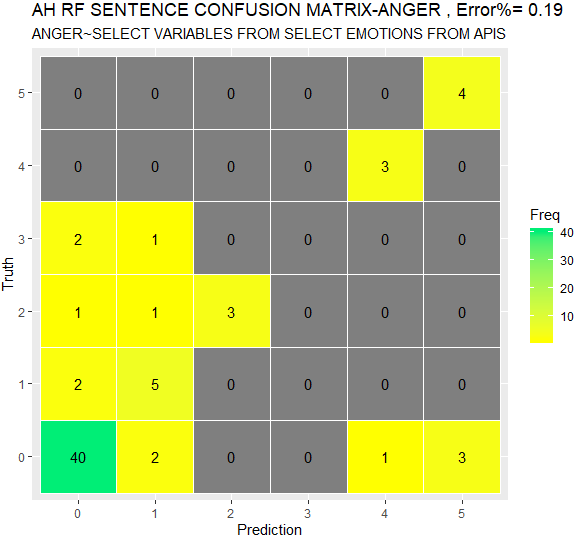 AH RF SENTENCE CONFUSION MATRIX-ANGER , Error%= 0.19
ANGER~SELECT VARIABLES FROM SELECT EMOTIONS FROM APIS
5 0 0 0 0 0 4
4 0 0 0 0 3 0
3 2 1 0 0 0 0
2 1 1 3 0 0 0
1 2 5 0 0 0 0
0 40 2 0 0 1 3
0 1 2 3 4 5
Prediction
Truth
Freq
40
30
20
10